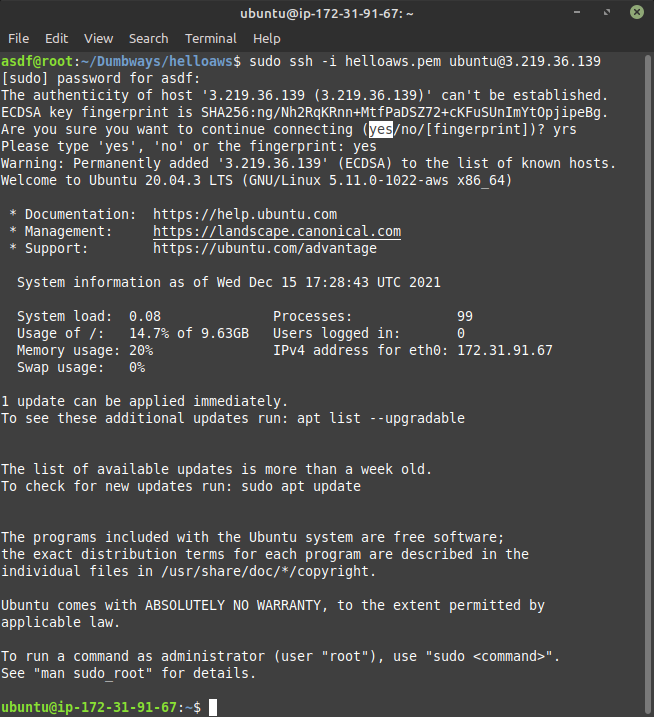 ubuntu@ip-172-31-91-67: ~
File Edit View Search Terminal Help
asdf@root:~/Dumbways/helloaws$ sudo ssh -i helloaws.pem ubuntu@3.219.36.139
[sudo] password for asdf:
The authenticity of host '3.219.36.139 (3.219.36.139)' can't be established.
ECDSA key fingerprint is SHA256:ng/Nh2RqKRnn+MtfPaDSZ72+cKFuSUnImYtOpjipeBg.
Are you sure you want to continue connecting (yes/no/[fingerprint])? yrs
Please type 'yes', 'no' or the fingerprint: yes
Warning: Permanently added '3.219.36.139' (ECDSA) to the list of known hosts.
Welcome to Ubuntu 20.04.3 LTS (GNU/Linux 5.11.0-1022-aws x86_64)

 * Documentation:  https://help.ubuntu.com
 * Management:     https://landscape.canonical.com
 * Support:        https://ubuntu.com/advantage

  System information as of Wed Dec 15 17:28:43 UTC 2021

  System load:  0.08              Processes:             99
  Usage of /:   14.7% of 9.63GB   Users logged in:       0
  Memory usage: 20%               IPv4 address for eth0: 172.31.91.67
  Swap usage:   0%

1 update can be applied immediately.
To see these additional updates run: apt list --upgradable


The list of available updates is more than a week old.
To check for new updates run: sudo apt update


The programs included with the Ubuntu system are free software;
the exact distribution terms for each program are described in the
individual files in /usr/share/doc/*/copyright.

Ubuntu comes with ABSOLUTELY NO WARRANTY, to the extent permitted by
applicable law.

To run a command as administrator (user "root"), use "sudo <command>".
See "man sudo_root" for details.

ubuntu@ip-172-31-91-67:~$